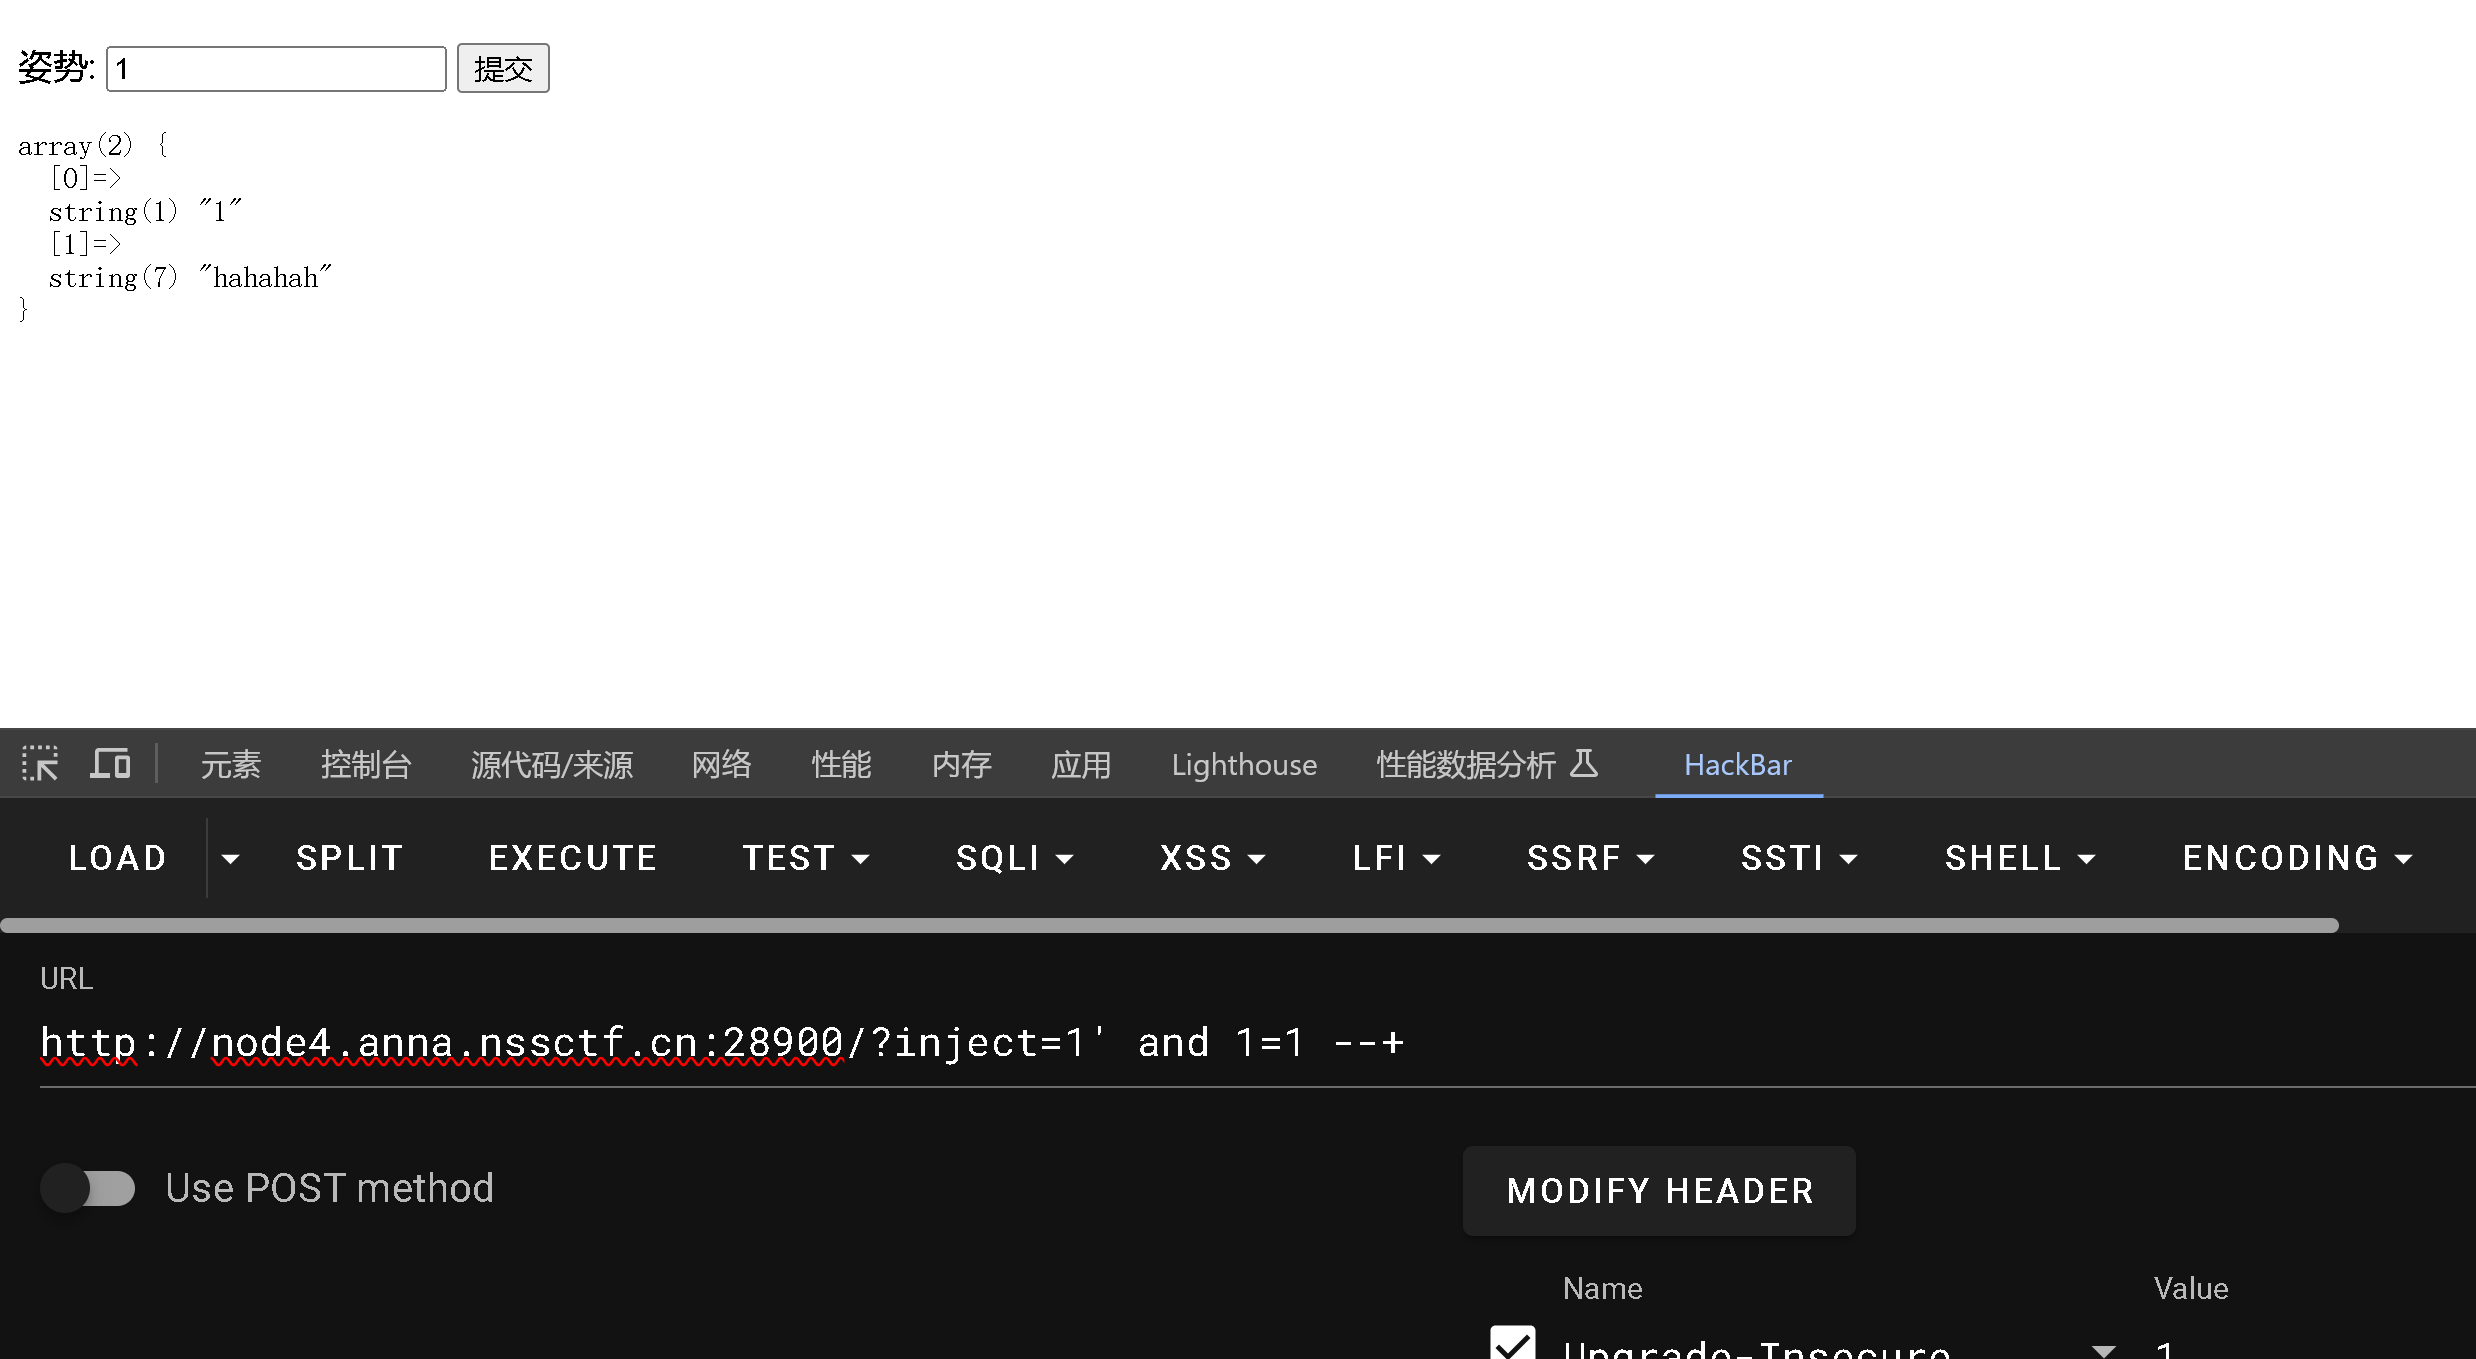 姿势: 1 提交
array(2) {
[0]=>
string(1) "1"
[1]=>
string(7) "hahahah"
}
元素 控制台 源代码/来源 网络 性能 内存 应用 Lighthouse 性能数据分析 HackBar
LOAD SPLIT EXECUTE TEST SQLI XSS LFI SSRF SSTI SHELL ENCODING
URL
http://node4.anna.nssctf.cn:28900/?inject=1' and 1=1 --+
Use POST method MODIFY HEADER
Name Value
Upgrade-Insecure 1